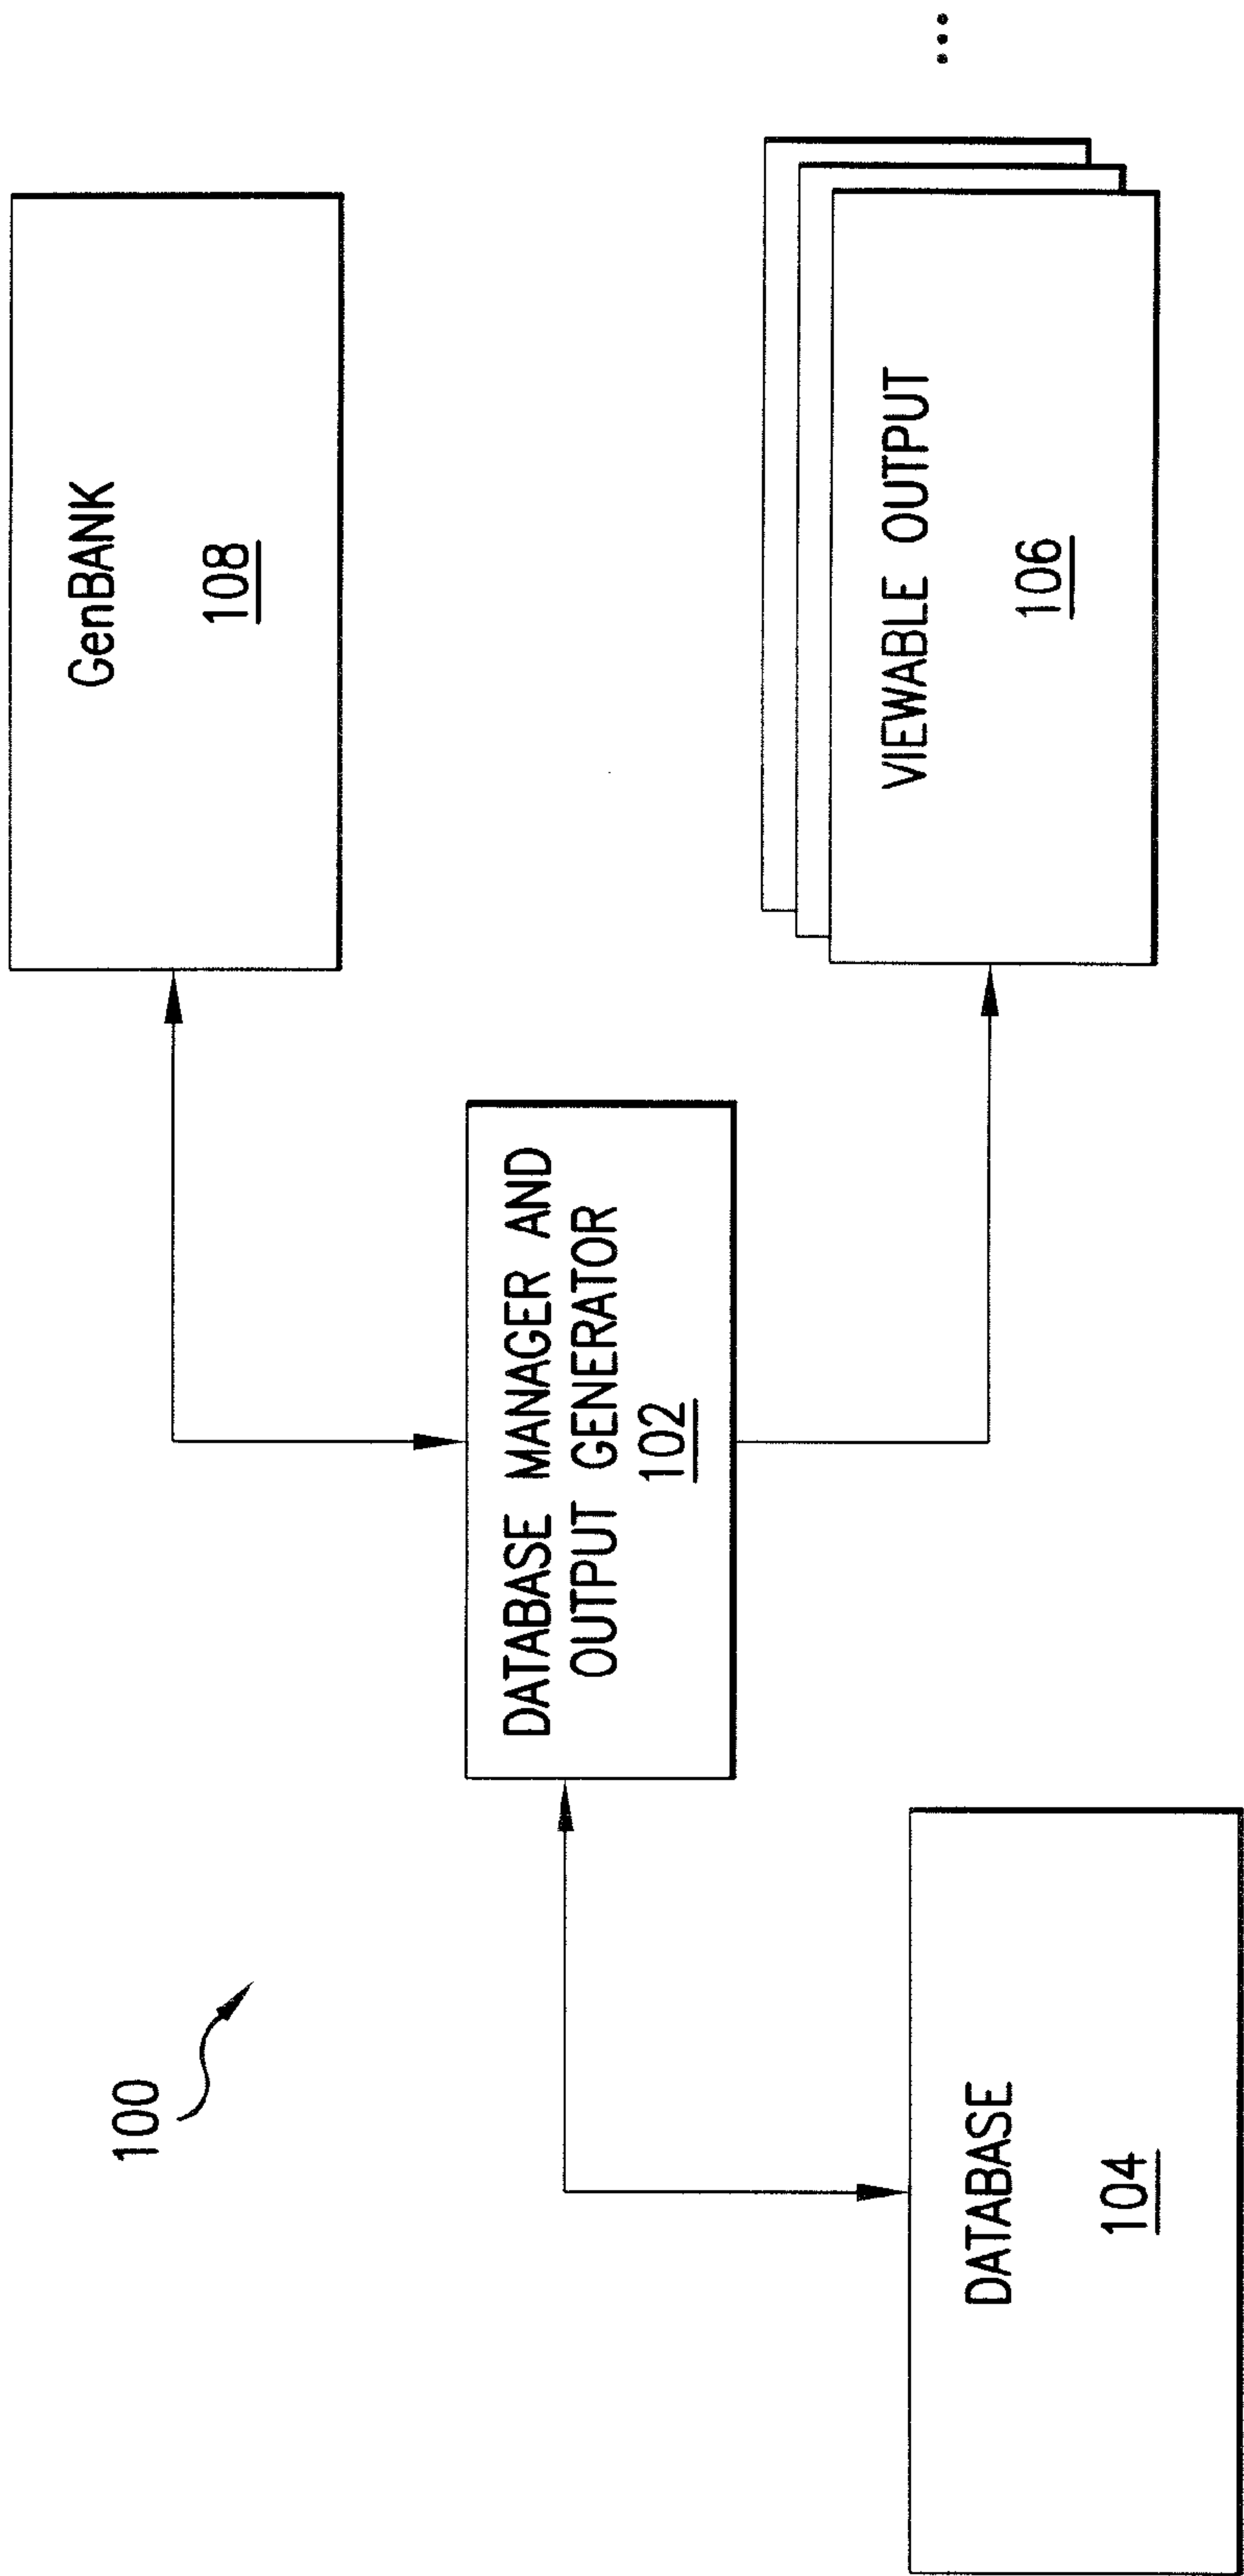 100
GenBANK
108
DATABASE MANAGER AND
OUTPUT GENERATOR
102
DATABASE
104
VIEWABLE OUTPUT
106
...